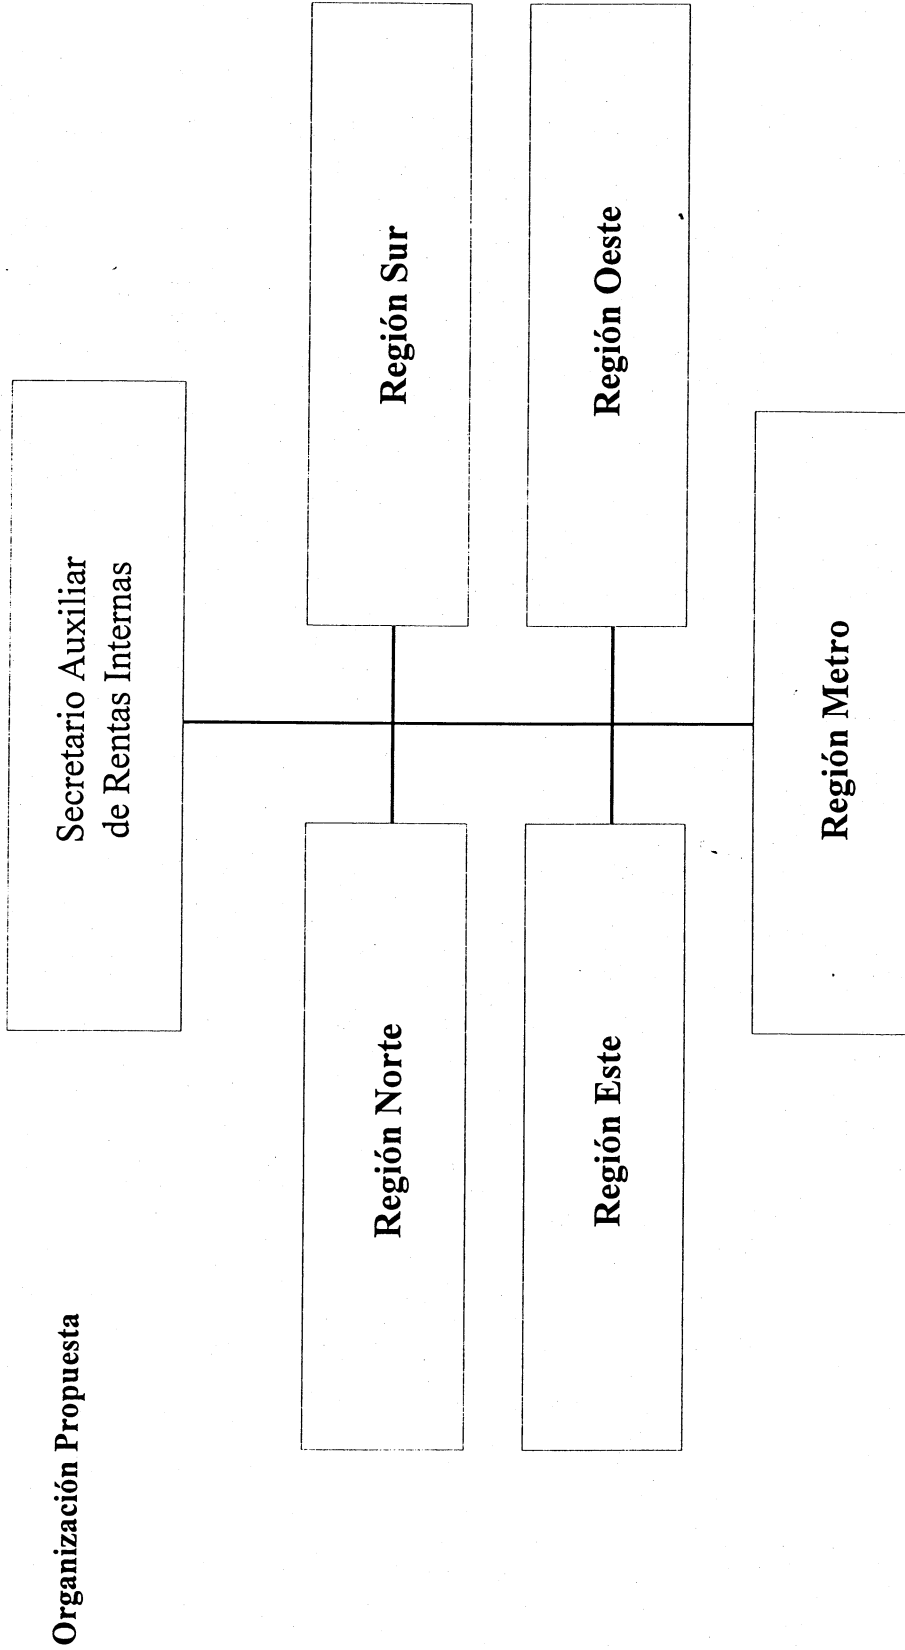 Organización Propuesta
Secretario Auxiliar
de Rentas Internas
Región Norte
Región Sur
Región Este
Región Oeste
Región Metro